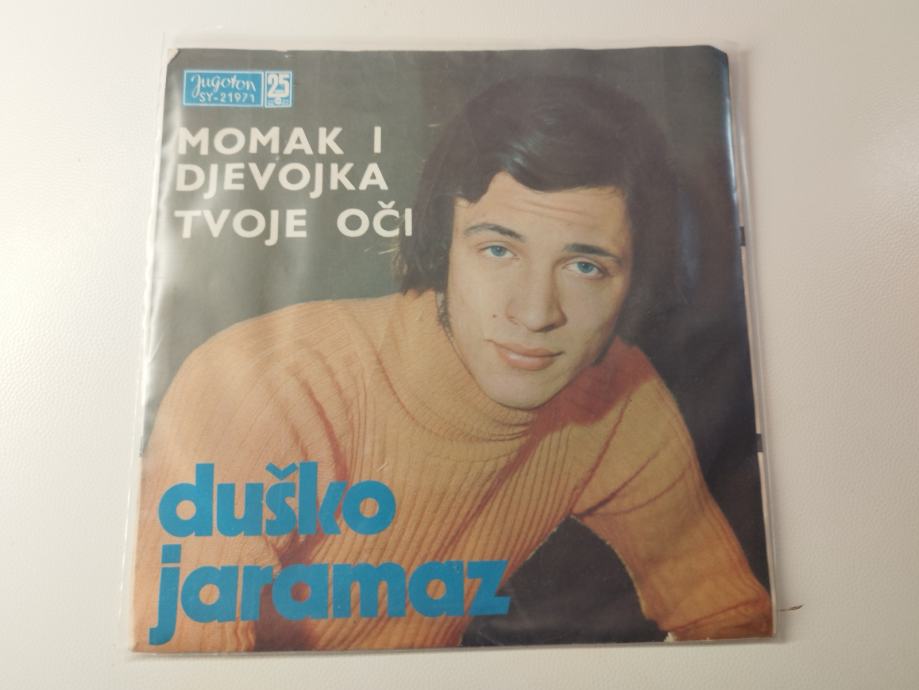 Jugoton 25
SY-21971
MOMAK I
DJEVOJKA
TVOJE OČI
duško
jaramaz